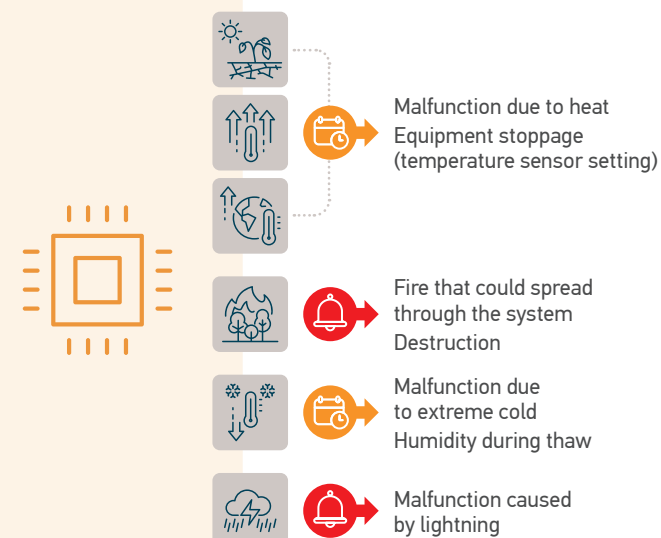 Malfunction due to heat
Equipment stoppage
(temperature sensor setting)
Fire that could spread
through the system
Destruction
Malfunction due
to extreme cold
Humidity during thaw
Malfunction caused
by lightning